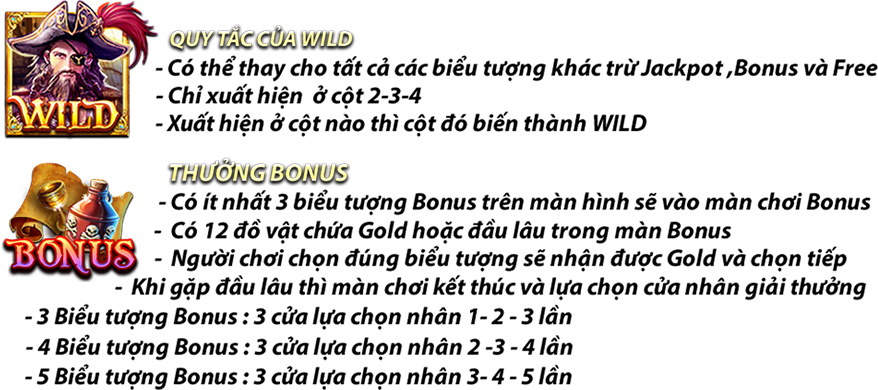 QUY TẮC CỦA WILD
- Có thể thay cho tất cả các biểu tượng khác trừ Jackpot ,Bonus và Free
- Chỉ xuất hiện ở cột 2-3-4
- Xuất hiện ở cột nào thì cột đó biến thành WILD
WILD
THƯỞNG BONUS
- Có ít nhất 3 biểu tượng Bonus trên màn hình sẽ vào màn chơi Bonus
- Có 12 đồ vật chứa Gold hoặc đầu lâu trong màn Bonus
- Người chơi chọn đúng biểu tượng sẽ nhận được Gold và chọn tiếp
BONUS
- Khi gặp đầu lâu thì màn chơi kết thúc và lựa chọn cửa nhân giải thưởng
- 3 Biểu tượng Bonus : 3 cửa lựa chọn nhân 1- 2 - 3 lần
- 4 Biểu tượng Bonus : 3 cửa lựa chọn nhân 2 -3 - 4 lần
- 5 Biểu tượng Bonus : 3 cửa lựa chọn nhân 3- 4 - 5 lần